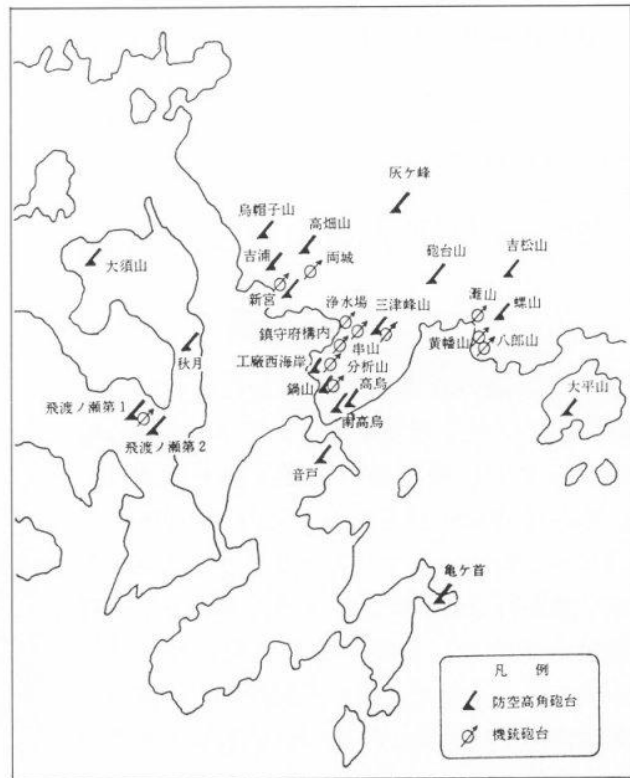 灰ケ峰
烏帽子山
高畑山
吉浦
両城
砲台山
吉松山
大須山
新宮
浄水場
三津峰山
灘山
螺山
鎮守府構内
串山
黄幡山
八郎山
秋月
工廠西海岸
分析山
鍋山
高烏
大平山
飛渡ノ瀬第1
南高烏
飛渡ノ瀬第2
音戸
亀ケ首
凡 例
防空高角砲台
機銃砲台